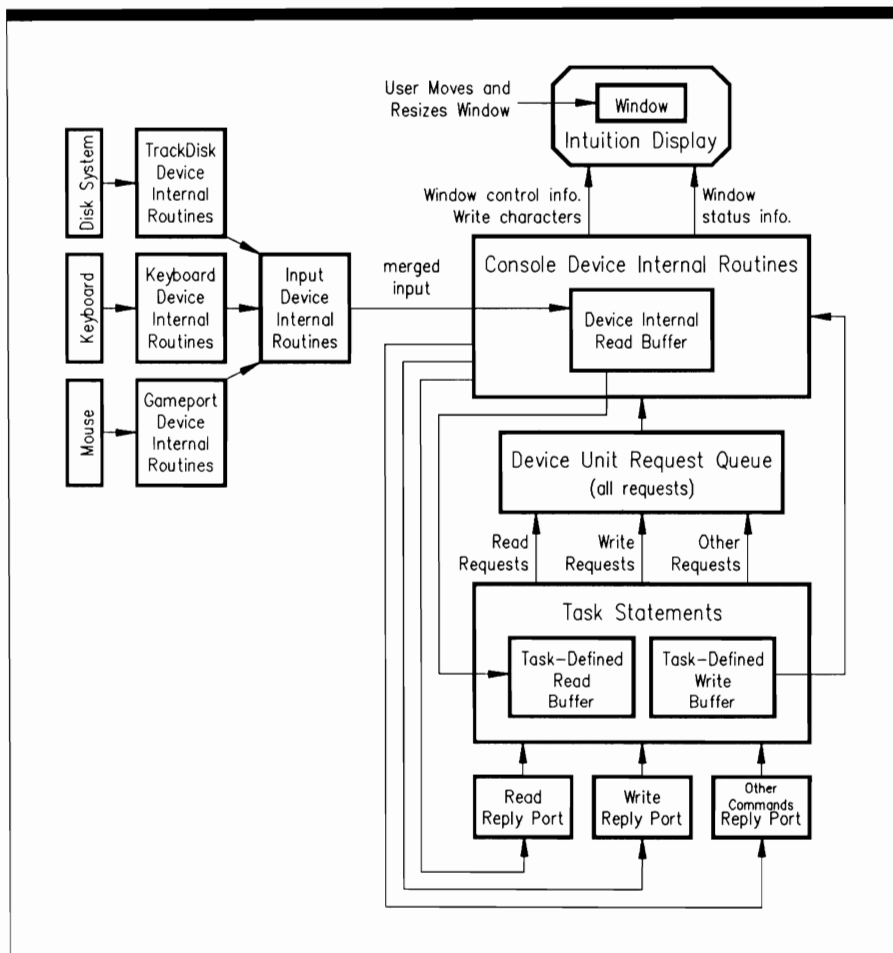 User Moves and
Resizes Window
Window
Intuition Display
Disk System
TrackDisk
Device
Internal
Routines
Window control info.
Write characters
Window
status info.
Keyboard
Keyboard
Device
Internal
Routines
Input
Device
Internal
Routines
merged
input
Console Device Internal Routines
Device Internal
Read Buffer
Mouse
Gameport
Device
Internal
Routines
Device Unit Request Queue
(all requests)
Read
Requests
Write
Requests
Other
Requests
Task Statements
Task-Defined
Read
Buffer
Task-Defined
Write
Buffer
Read
Reply Port
Write
Reply Port
Other
Commands
Reply Port